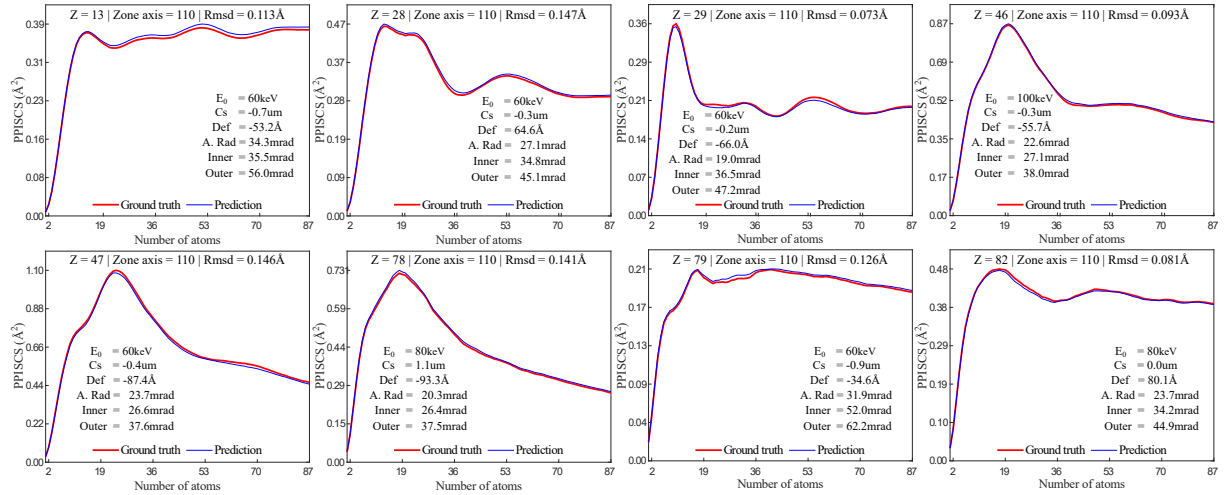 Z = 13 | Zone axis = 110 | Rmsd = 0.113Å
PPISCS (Å²)
0.39
0.31
0.23
0.16
0.08
0.00
E₀ = 60keV
Cs = -0.7um
Def = -53.2Å
A. Rad = 34.3mrad
Inner = 35.5mrad
Outer = 56.0mrad
Ground truth Prediction
2 19 36 53 70 87
Number of atoms
Z = 28 | Zone axis = 110 | Rmsd = 0.147Å
PPISCS (Å²)
0.47
0.37
0.28
0.19
0.09
0.00
E₀ = 60keV
Cs = -0.3um
Def = 64.6Å
A. Rad = 27.1mrad
Inner = 34.8mrad
Outer = 45.1mrad
Ground truth Prediction
2 19 36 53 70 87
Number of atoms
Z = 29 | Zone axis = 110 | Rmsd = 0.073Å
PPISCS (Å²)
0.36
0.29
0.21
0.14
0.07
0.00
E₀ = 60keV
Cs = -0.2um
Def = -66.0Å
A. Rad = 19.0mrad
Inner = 36.5mrad
Outer = 47.2mrad
Ground truth Prediction
2 19 36 53 70 87
Number of atoms
Z = 46 | Zone axis = 110 | Rmsd = 0.093Å
PPISCS (Å²)
0.87
0.70
0.52
0.35
0.17
0.00
E₀ = 100keV
Cs = -0.3um
Def = -55.7Å
A. Rad = 22.6mrad
Inner = 27.1mrad
Outer = 38.0mrad
Ground truth Prediction
2 19 36 53 70 87
Number of atoms
Z = 47 | Zone axis = 110 | Rmsd = 0.146Å
PPISCS (Å²)
1.10
0.88
0.66
0.44
0.22
0.00
E₀ = 60keV
Cs = -0.4um
Def = -87.4Å
A. Rad = 23.7mrad
Inner = 26.6mrad
Outer = 37.6mrad
Ground truth Prediction
2 19 36 53 70 87
Number of atoms
Z = 78 | Zone axis = 110 | Rmsd = 0.141Å
PPISCS (Å²)
0.73
0.58
0.44
0.29
0.15
0.00
E₀ = 80keV
Cs = 1.1um
Def = -93.3Å
A. Rad = 20.3mrad
Inner = 26.4mrad
Outer = 37.5mrad
Ground truth Prediction
2 19 36 53 70 87
Number of atoms
Z = 79 | Zone axis = 110 | Rmsd = 0.126Å
PPISCS (Å²)
0.21
0.17
0.13
0.09
0.04
0.00
E₀ = 60keV
Cs = -0.9um
Def = -34.6Å
A. Rad = 31.9mrad
Inner = 52.0mrad
Outer = 62.2mrad
Ground truth Prediction
2 19 36 53 70 87
Number of atoms
Z = 82 | Zone axis = 110 | Rmsd = 0.081Å
PPISCS (Å²)
0.48
0.38
0.29
0.19
0.10
0.00
E₀ = 80keV
Cs = 0.0um
Def = 80.1Å
A. Rad = 23.7mrad
Inner = 34.2mrad
Outer = 44.9mrad
Ground truth Prediction
2 19 36 53 70 87
Number of atoms